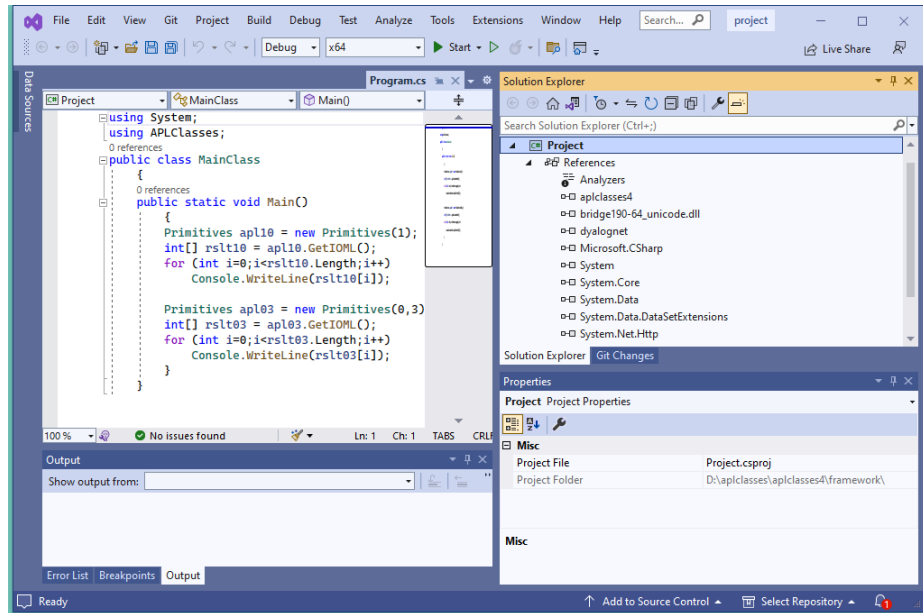 File Edit View Git Project Build Debug Test Analyze Tools Extensions Window Help Search... project
Debug x64 Start Live Share
Data Sources
Program.cs
Project MainClass Main()
using System;
using APLClasses;
0 references
public class MainClass
{
0 references
public static void Main()
{
Primitives apl10 = new Primitives(1);
int[] rslt10 = apl10.GetIOML();
for (int i=0;i<rslt10.Length;i++)
Console.WriteLine(rslt10[i]);
Primitives apl03 = new Primitives(0,3)
int[] rslt03 = apl03.GetIOML();
for (int i=0;i<rslt03.Length;i++)
Console.WriteLine(rslt03[i]);
}
}
100 % No issues found Ln: 1 Ch: 1 TABS CRLF
Output
Show output from:
Error List Breakpoints Output
Solution Explorer
Search Solution Explorer (Ctrl+;)
Project
References
Analyzers
aplclasses4
bridge190-64_unicode.dll
dyalognet
Microsoft.CSharp
System
System.Core
System.Data
System.Data.DataSetExtensions
System.Net.Http
Solution Explorer Git Changes
Properties
Project Project Properties
Misc
Project File Project.csproj
Project Folder D:\aplclasses\aplclasses4\framework\
Misc
Ready Add to Source Control Select Repository 1